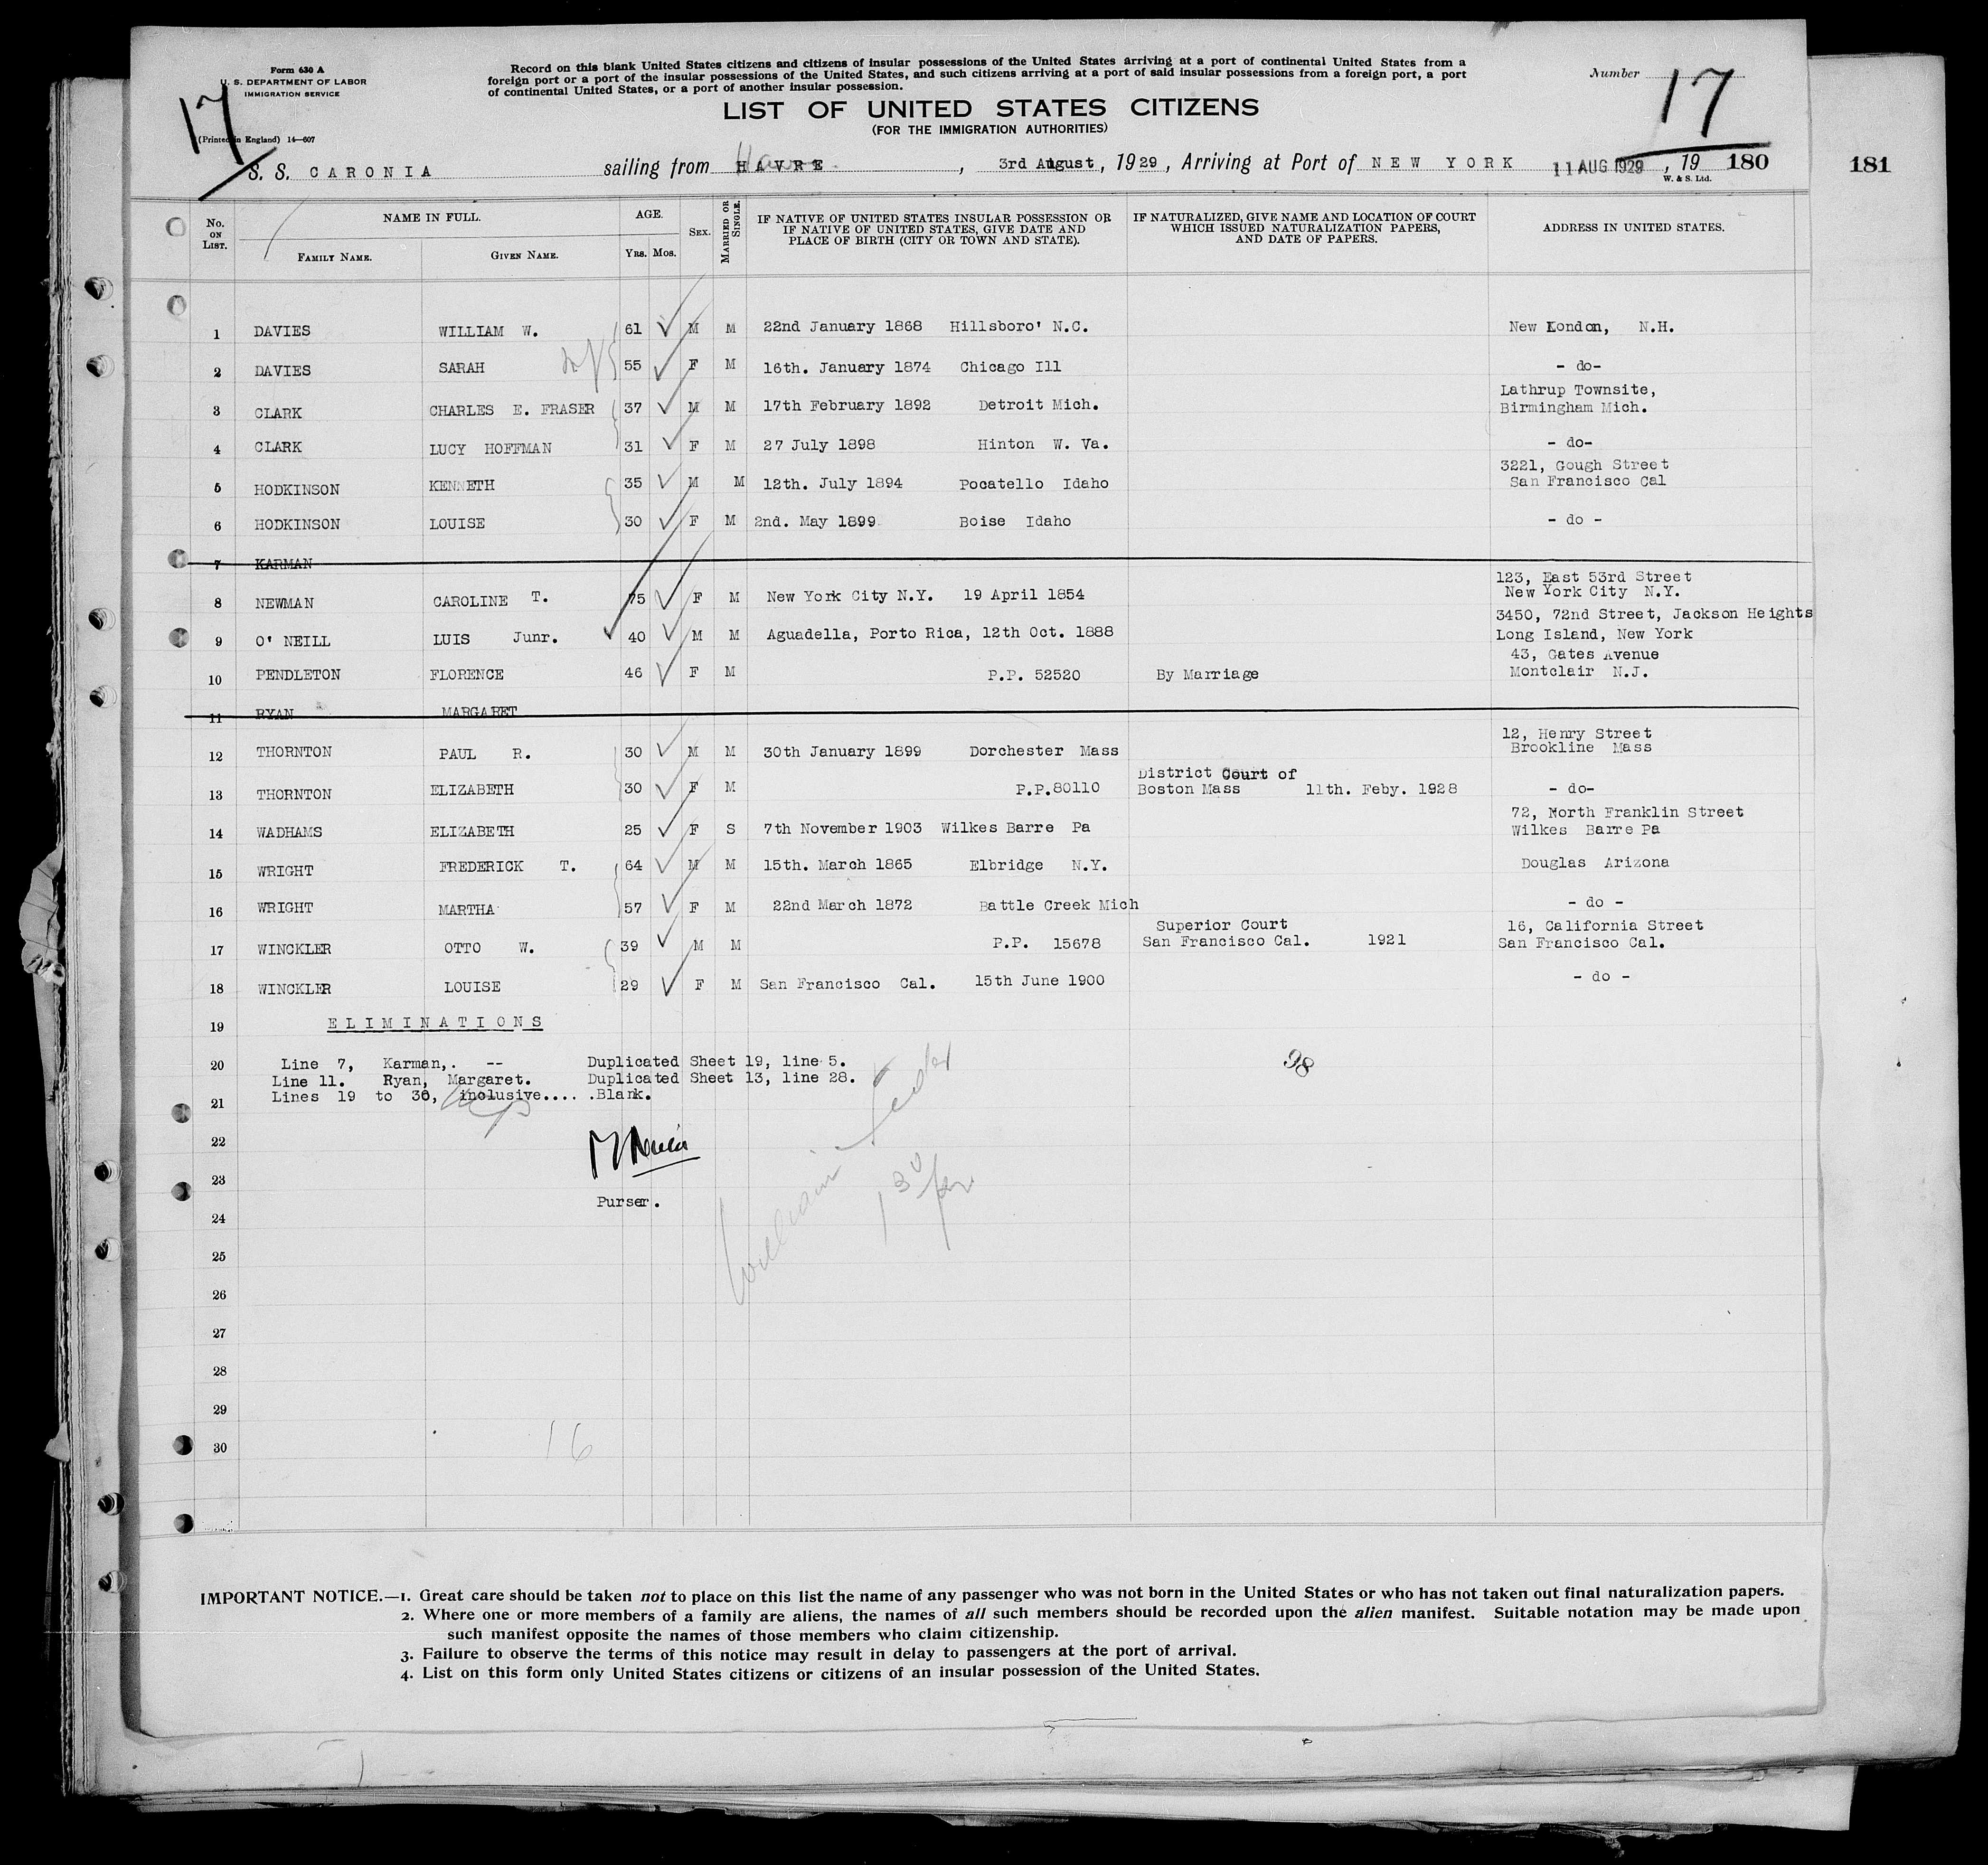 Form 630 A
U. S. DEPARTMENT OF LABOR
IMMIGRATION SERVICE
(Printed in England) 14—607
17
Record on this blank United States citizens and citizens of insular possessions of the United States arriving at a port of continental United States from a
foreign port or a port of the insular possessions of the United States, and such citizens arriving at a port of said insular possessions from a foreign port, a port
of continental United States, or a port of another insular possession.
LIST OF UNITED STATES CITIZENS
(FOR THE IMMIGRATION AUTHORITIES)
Number 17
S. S. CARONIA sailing from HAVRE, 3rd August, 1929, Arriving at Port of NEW YORK 11 AUG 1929, 19 180 181
W. & S. Ltd.
No. ON LIST. NAME IN FULL. FAMILY NAME. GIVEN NAME. AGE. YRS. MOS. SEX. MARRIED OR SINGLE. IF NATIVE OF UNITED STATES INSULAR POSSESSION OR IF NATIVE OF UNITED STATES, GIVE DATE AND PLACE OF BIRTH (CITY OR TOWN AND STATE). IF NATURALIZED, GIVE NAME AND LOCATION OF COURT WHICH ISSUED NATURALIZATION PAPERS, AND DATE OF PAPERS. ADDRESS IN UNITED STATES.
1 DAVIES WILLIAM W. 61 M M 22nd January 1868 Hillsboro' N.C. New London, N.H.
2 DAVIES SARAH 55 F M 16th. January 1874 Chicago Ill - do-
3 CLARK CHARLES E. FRASER 37 M M 17th February 1892 Detroit Mich. Lathrup Townsite, Birmingham Mich.
4 CLARK LUCY HOFFMAN 31 F M 27 July 1898 Hinton W. Va. - do-
5 HODKINSON KENNETH 35 M M 12th. July 1894 Pocatello Idaho 3221, Gough Street San Francisco Cal
6 HODKINSON LOUISE 30 F M 2nd. May 1899 Boise Idaho - do -
7 KARMAN
8 NEWMAN CAROLINE T. 75 F M New York City N.Y. 19 April 1854 123, East 53rd Street New York City N.Y.
9 O' NEILL LUIS Junr. 40 M M Aguadella, Porto Rica, 12th Oct. 1888 3450, 72nd Street, Jackson Heights Long Island, New York
10 PENDLETON FLORENCE 46 F M P.P. 52520 By Marriage 43, Gates Avenue Montclair N.J.
11 RYAN MARGARET
12 THORNTON PAUL R. 30 M M 30th January 1899 Dorchester Mass 12, Henry Street Brookline Mass
13 THORNTON ELIZABETH 30 F M P.P.80110 District Court of Boston Mass 11th. Feby. 1928 - do-
14 WADHAMS ELIZABETH 25 F S 7th November 1903 Wilkes Barre Pa 72, North Franklin Street Wilkes Barre Pa
15 WRIGHT FREDERICK T. 64 M M 15th. March 1865 Elbridge N.Y. Douglas Arizona
16 WRIGHT MARTHA 57 F M 22nd March 1872 Battle Creek Mich - do -
17 WINCKLER OTTO W. 39 M M P.P. 15678 Superior Court San Francisco Cal. 1921 16, California Street San Francisco Cal.
18 WINCKLER LOUISE 29 F M San Francisco Cal. 15th June 1900 - do -
19 ELIMINATIONS
20 Line 7, Karman,. -- Duplicated Sheet 19, line 5.
Line 11. Ryan, Margaret. Duplicated Sheet 13, line 28.
98
21 Lines 19 to 30, inclusive.... .Blank.
22
23
Purser.
24
William
25
26
27
28
29
30
16
IMPORTANT NOTICE.—1. Great care should be taken not to place on this list the name of any passenger who was not born in the United States or who has not taken out final naturalization papers.
2. Where one or more members of a family are aliens, the names of all such members should be recorded upon the alien manifest. Suitable notation may be made upon
such manifest opposite the names of those members who claim citizenship.
3. Failure to observe the terms of this notice may result in delay to passengers at the port of arrival.
4. List on this form only United States citizens or citizens of an insular possession of the United States.